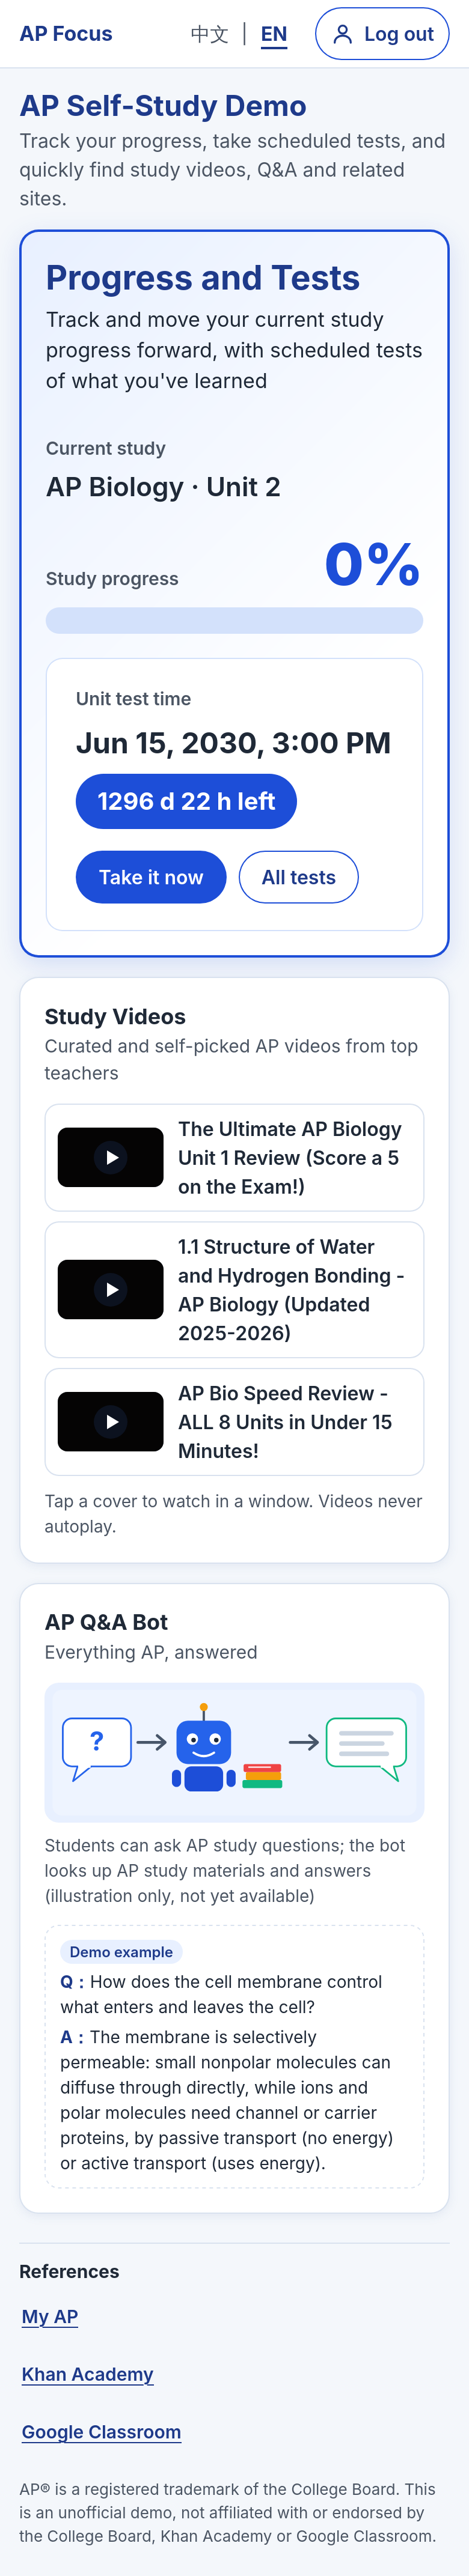 AP Focus
中文 | EN
Log out
AP Self-Study Demo
Track your progress, take scheduled tests, and
quickly find study videos, Q&A and related
sites.
Progress and Tests
Track and move your current study
progress forward, with scheduled tests
of what you've learned
Current study
AP Biology · Unit 2
Study progress
0%
Unit test time
Jun 15, 2030, 3:00 PM
1296 d 22 h left
Take it now
All tests
Study Videos
Curated and self-picked AP videos from top
teachers
The Ultimate AP Biology
Unit 1 Review (Score a 5
on the Exam!)
1.1 Structure of Water
and Hydrogen Bonding -
AP Biology (Updated
2025-2026)
AP Bio Speed Review -
ALL 8 Units in Under 15
Minutes!
Tap a cover to watch in a window. Videos never
autoplay.
AP Q&A Bot
Everything AP, answered
?
Students can ask AP study questions; the bot
looks up AP study materials and answers
(illustration only, not yet available)
Demo example
Q：How does the cell membrane control
what enters and leaves the cell?
A：The membrane is selectively
permeable: small nonpolar molecules can
diffuse through directly, while ions and
polar molecules need channel or carrier
proteins, by passive transport (no energy)
or active transport (uses energy).
References
My AP
Khan Academy
Google Classroom
AP® is a registered trademark of the College Board. This
is an unofficial demo, not affiliated with or endorsed by
the College Board, Khan Academy or Google Classroom.